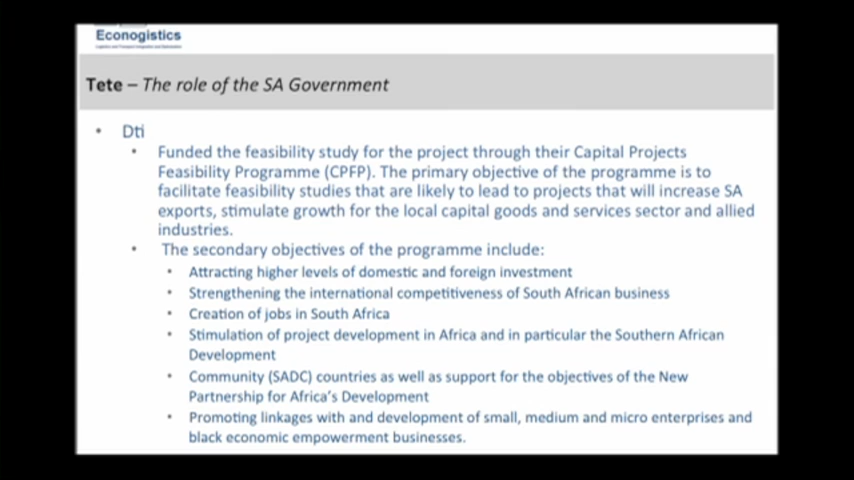 Econogistics
Tete – The role of the SA Government
• Dti
• Funded the feasibility study for the project through their Capital Projects
Feasibility Programme (CPFP). The primary objective of the programme is to
facilitate feasibility studies that are likely to lead to projects that will increase SA
exports, stimulate growth for the local capital goods and services sector and allied
industries.
• The secondary objectives of the programme include:
• Attracting higher levels of domestic and foreign investment
• Strengthening the international competitiveness of South African business
• Creation of jobs in South Africa
• Stimulation of project development in Africa and in particular the Southern African
Development
• Community (SADC) countries as well as support for the objectives of the New
Partnership for Africa's Development
• Promoting linkages with and development of small, medium and micro enterprises and
black economic empowerment businesses.